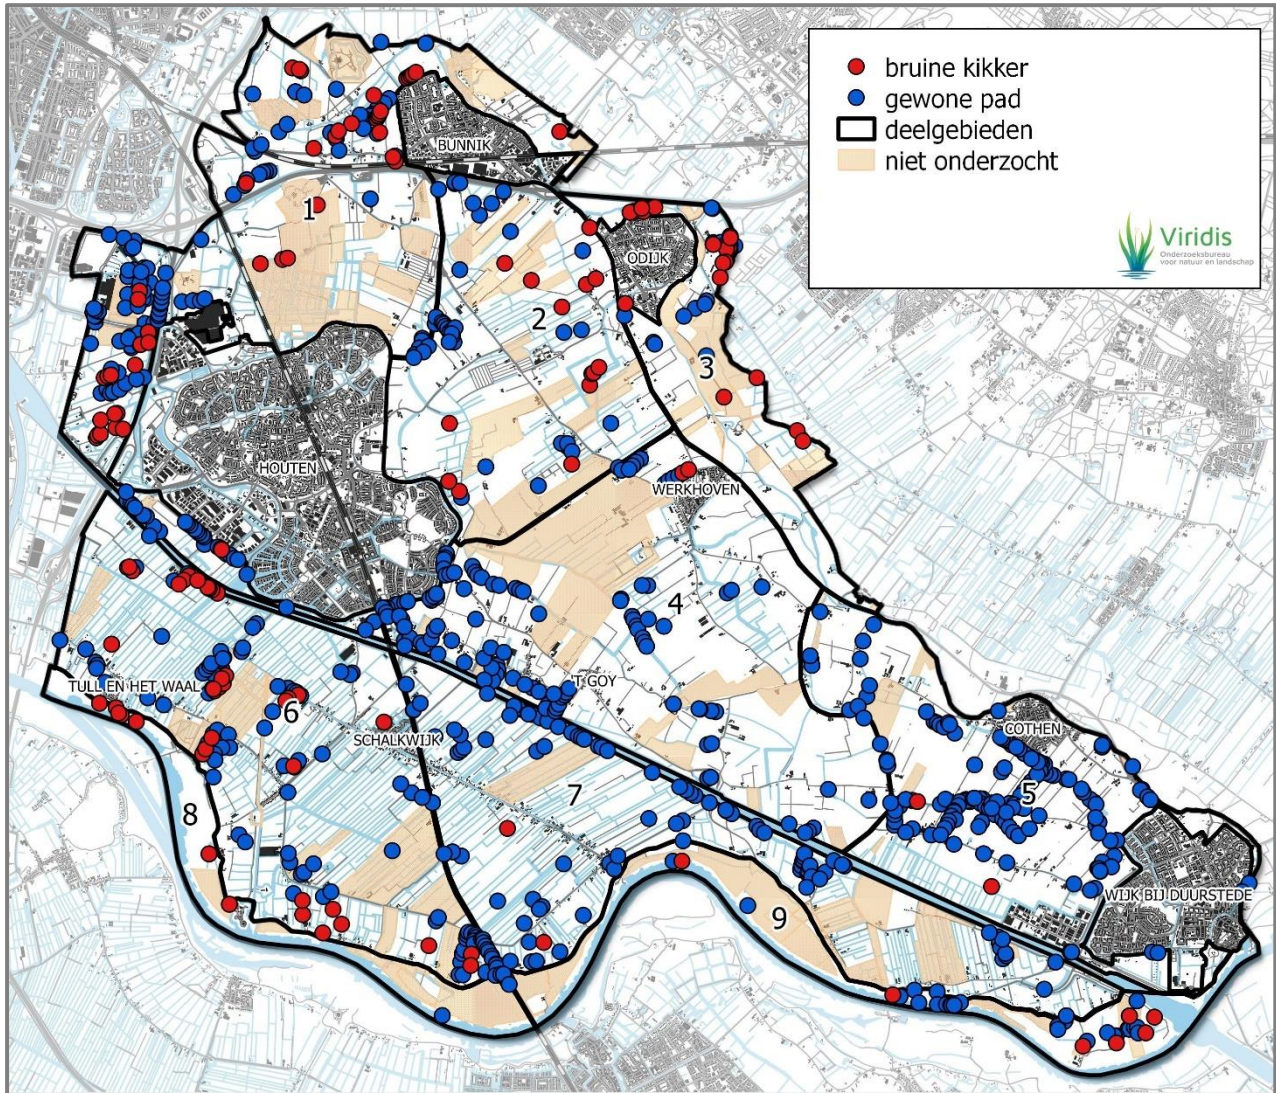 bruine kikker
gewone pad
deelgebieden
niet onderzocht
Viridis
Onderzoeksbureau
voor natuur en landschap
BUNNIK
1
ODIJK
2
3
HOUTEN
WERKHOVEN
4
'T GOY
TULL EN HET WAAL
6
SCHALKWIJK
COTHEN
5
7
8
WIJK BIJ DUURSTEDE
9